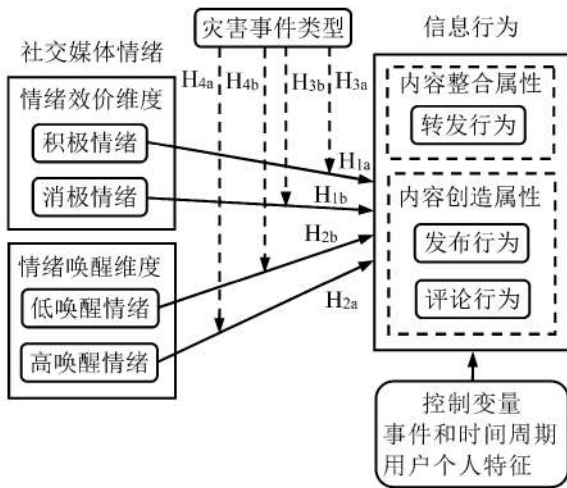 灾害事件类型
信息行为
社交媒体情绪
H4a
H4b
H3b
H3a
情绪效价维度
积极情绪
消极情绪
H1a
H1b
内容整合属性
转发行为
内容创造属性
发布行为
评论行为
情绪唤醒维度
低唤醒情绪
高唤醒情绪
H2b
H2a
控制变量
事件和时间周期
用户个人特征